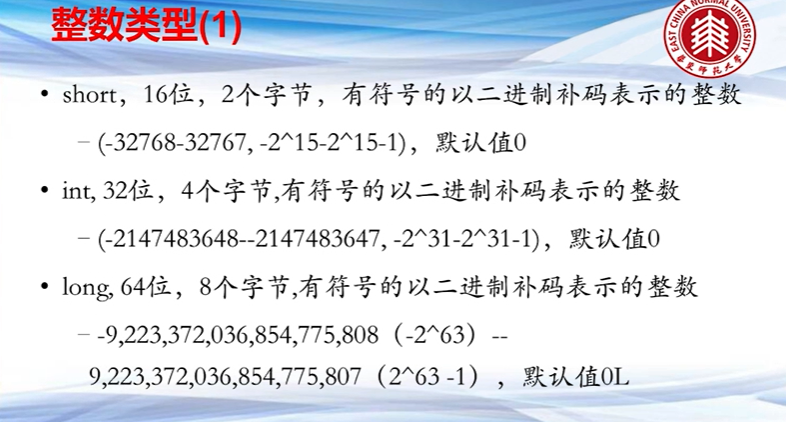 整数类型(1)
EAST CHINA NORMAL UNIVERSITY
华东师范大学
• short，16位，2个字节，有符号的以二进制补码表示的整数
– (-32768-32767, -2^15-2^15-1)，默认值0
• int, 32位，4个字节,有符号的以二进制补码表示的整数
– (-2147483648--2147483647, -2^31-2^31-1)，默认值0
• long, 64位，8个字节,有符号的以二进制补码表示的整数
– -9,223,372,036,854,775,808（-2^63）--
9,223,372,036,854,775,807（2^63 -1），默认值0L